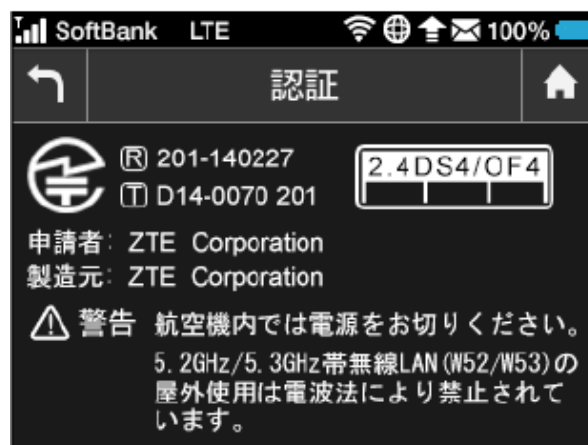 SoftBank LTE 100%
認証
R 201-140227
T D14-0070 201
2.4DS4/OF4
申請者: ZTE Corporation
製造元: ZTE Corporation
警告 航空機内では電源をお切りください。
5.2GHz/5.3GHz帯無線LAN(W52/W53)の
屋外使用は電波法により禁止されて
います。